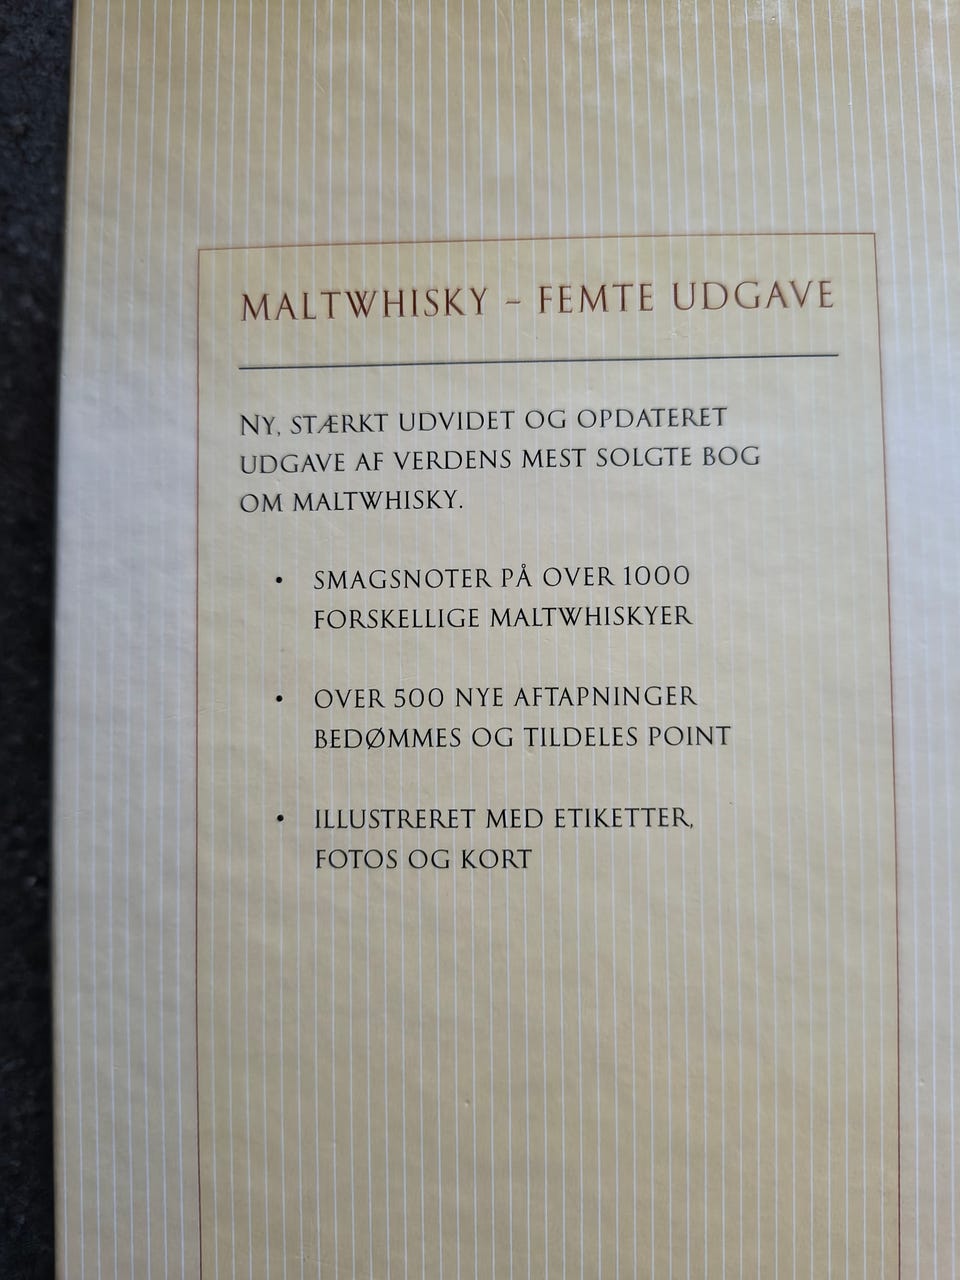 MALTWHISKY – FEMTE UDGAVE
NY, STÆRKT UDVIDET OG OPDATERET
UDGAVE AF VERDENS MEST SOLGTE BOG
OM MALTWHISKY.
• SMAGSNOTER PÅ OVER 1000
FORSKELLIGE MALTWHISKYER
• OVER 500 NYE AFTAPNINGER
BEDØMMES OG TILDELES POINT
• ILLUSTRERET MED ETIKETTER,
FOTOS OG KORT